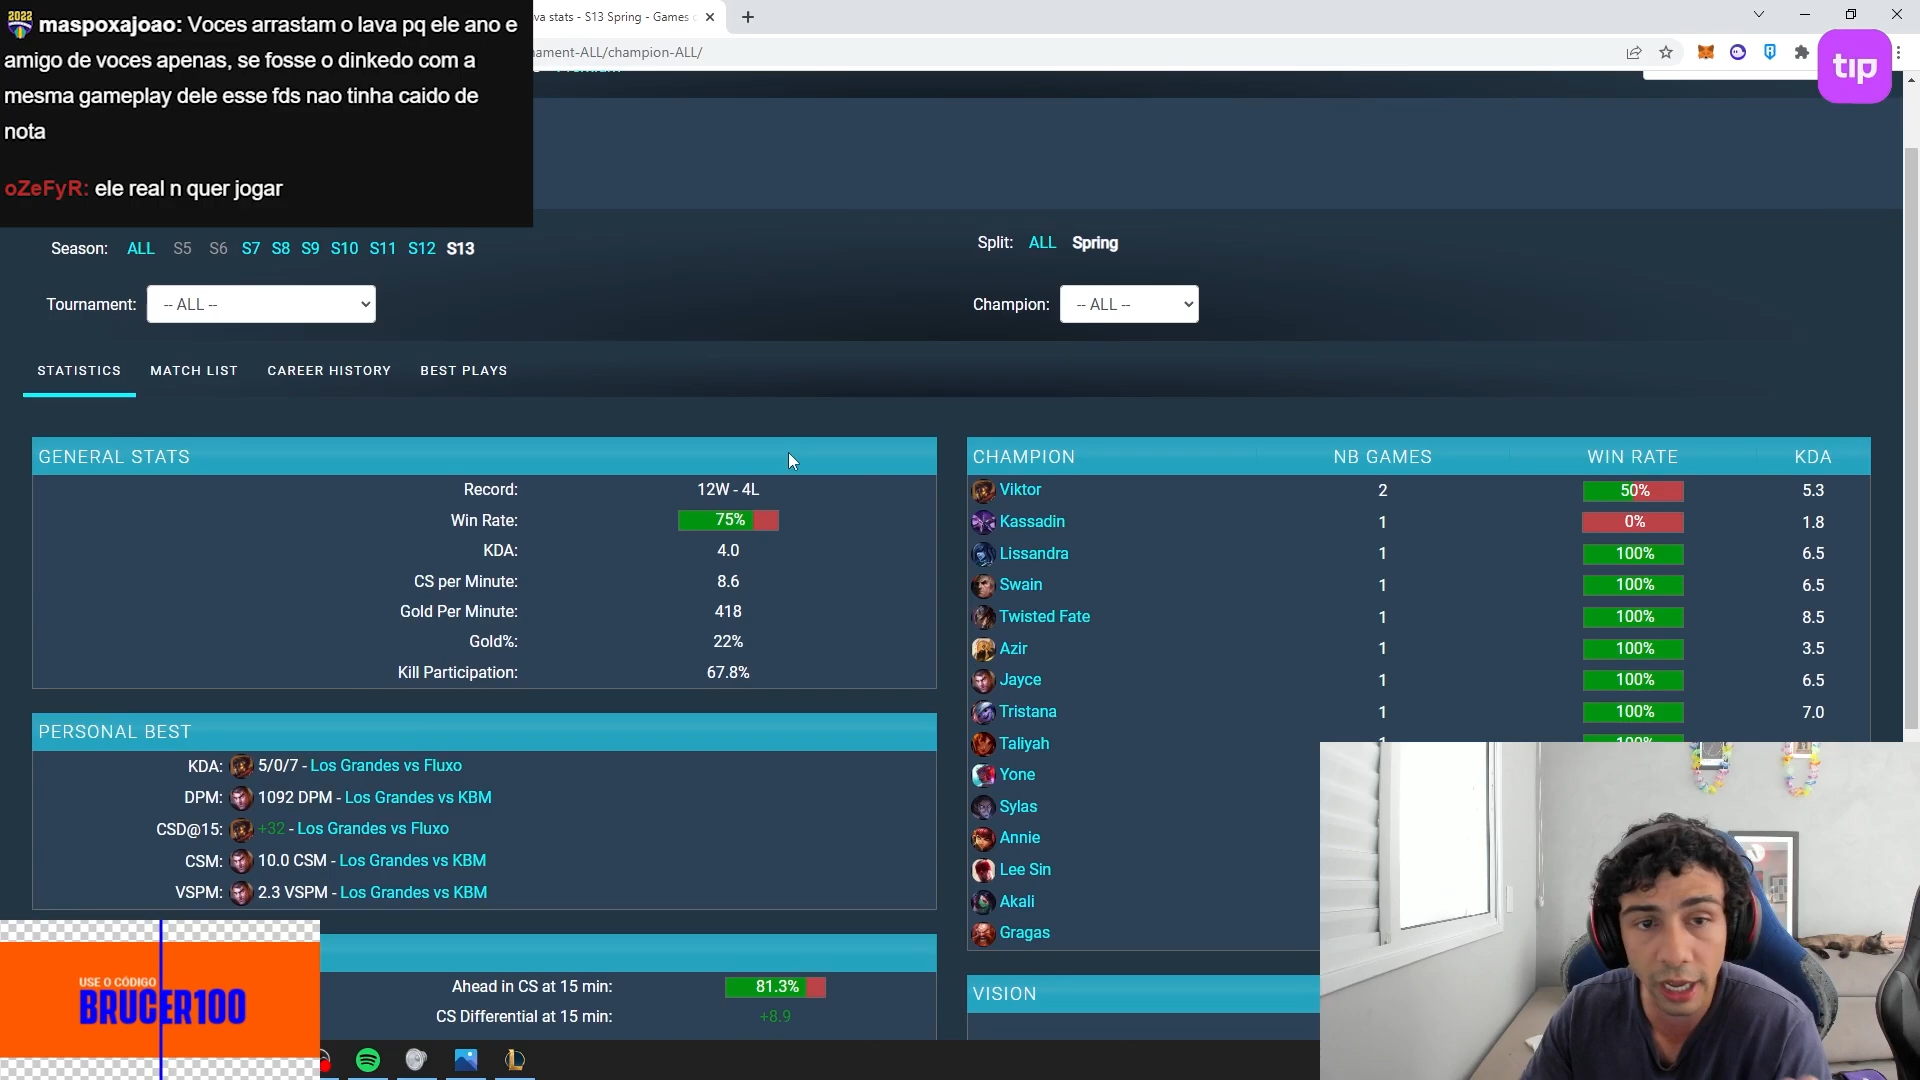 maspoxajoao: Voces arrastam o lava pq ele ano e
amigo de voces apenas, se fosse o dinkedo com a
mesma gameplay dele esse fds nao tinha caido de
nota
oZeFyR: ele real n quer jogar
va stats - S13 Spring - Games
ament-ALL/champion-ALL/
tip
Season: ALL S5 S6 S7 S8 S9 S10 S11 S12 S13
Split: ALL Spring
Tournament: -- ALL --
Champion: -- ALL --
STATISTICS MATCH LIST CAREER HISTORY BEST PLAYS
GENERAL STATS
Record: 12W - 4L
Win Rate: 75%
KDA: 4.0
CS per Minute: 8.6
Gold Per Minute: 418
Gold%: 22%
Kill Participation: 67.8%
PERSONAL BEST
KDA: 5/0/7 - Los Grandes vs Fluxo
DPM: 1092 DPM - Los Grandes vs KBM
CSD@15: +32 - Los Grandes vs Fluxo
CSM: 10.0 CSM - Los Grandes vs KBM
VSPM: 2.3 VSPM - Los Grandes vs KBM
Ahead in CS at 15 min: 81.3%
CS Differential at 15 min: +8.9
CHAMPION NB GAMES WIN RATE KDA
Viktor 2 50% 5.3
Kassadin 1 0% 1.8
Lissandra 1 100% 6.5
Swain 1 100% 6.5
Twisted Fate 1 100% 8.5
Azir 1 100% 3.5
Jayce 1 100% 6.5
Tristana 1 100% 7.0
Taliyah 1 100%
Yone
Sylas
Annie
Lee Sin
Akali
Gragas
VISION
USE O CÓDIGO
BRUCER100